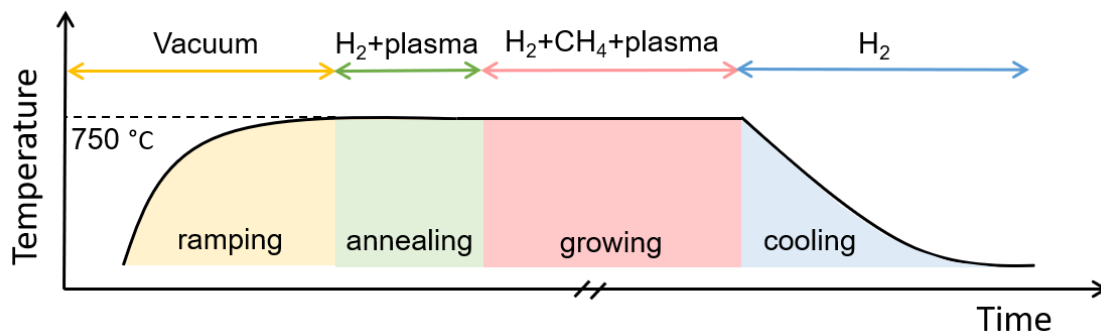 Vacuum
H₂+plasma
H₂+CH₄+plasma
H₂
Temperature
750 °C
ramping
annealing
growing
cooling
Time